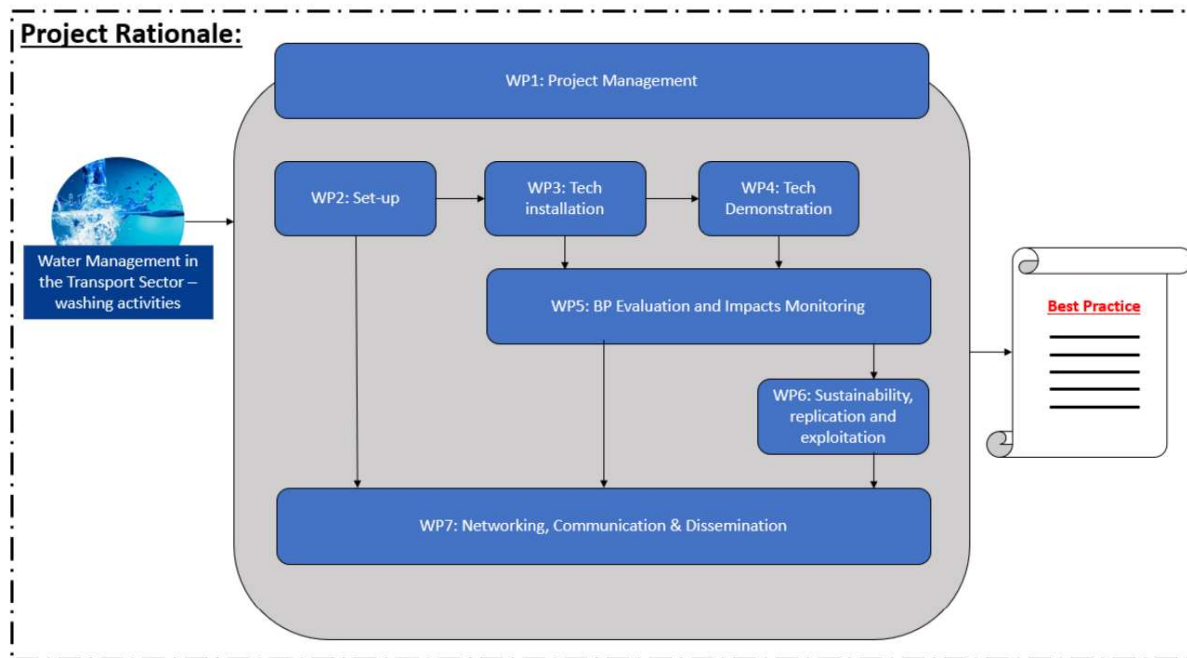 Project Rationale:
WP1: Project Management
WP2: Set-up
WP3: Tech
installation
WP4: Tech
Demonstration
Water Management in
the Transport Sector –
washing activities
WP5: BP Evaluation and Impacts Monitoring
Best Practice
WP6: Sustainability,
replication and
exploitation
WP7: Networking, Communication & Dissemination